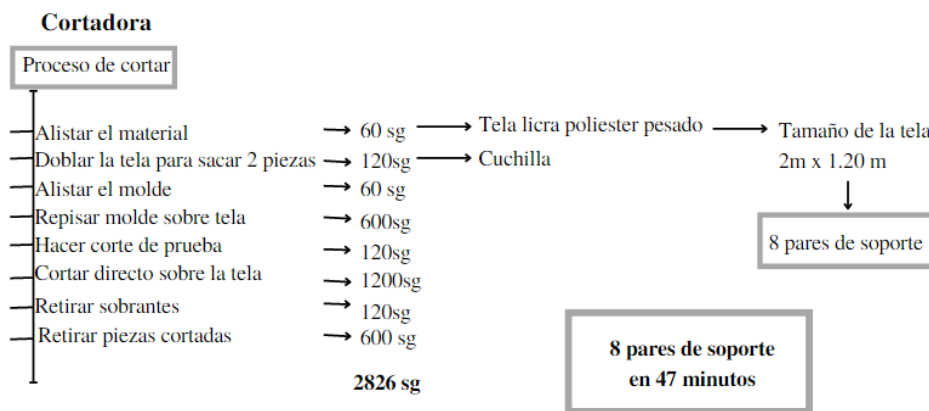 Cortadora
Proceso de cortar
Alistar el material 60 sg Tela licra poliester pesado Tamaño de la tela
Doblar la tela para sacar 2 piezas 120sg Cuchilla 2m x 1.20 m
Alistar el molde 60 sg
Repisar molde sobre tela 600sg
Hacer corte de prueba 120sg 8 pares de soporte
Cortar directo sobre la tela 1200sg
Retirar sobrantes 120sg
Retirar piezas cortadas 600 sg
2826 sg
8 pares de soporte
en 47 minutos